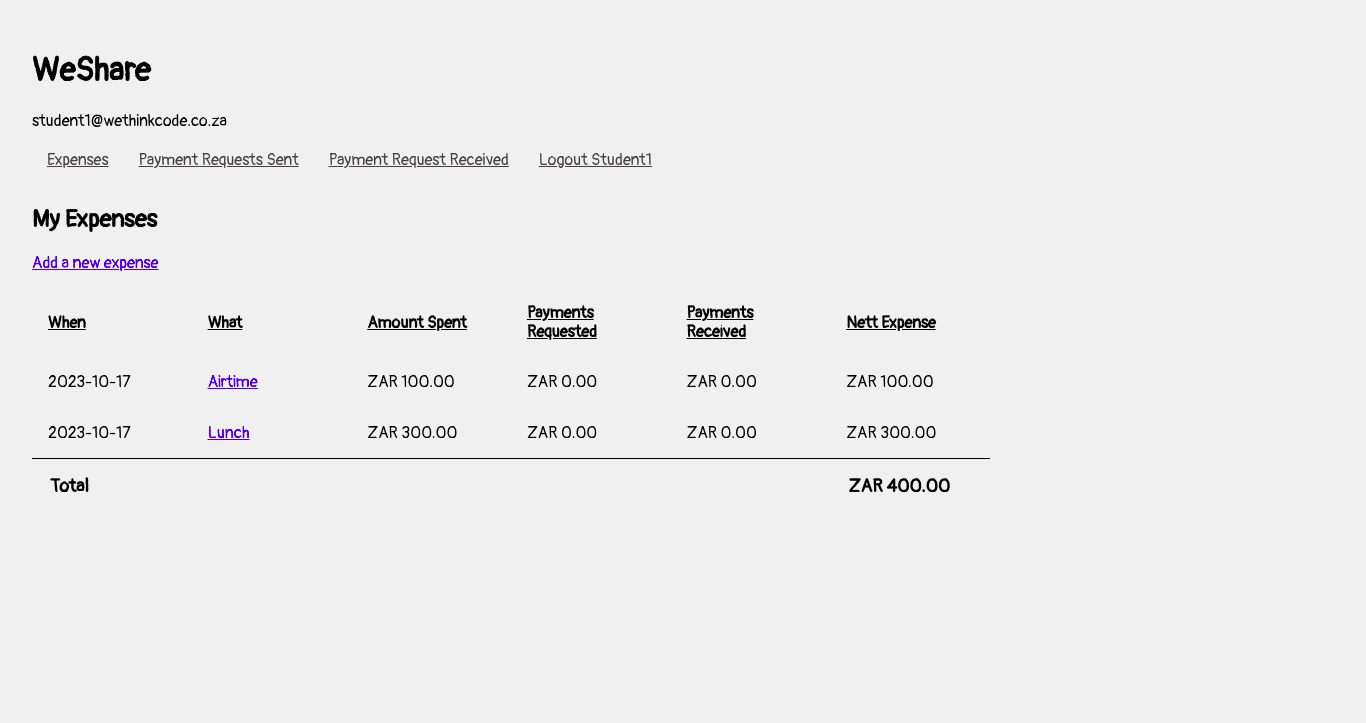 WeShare
student1@wethinkcode.co.za
Expenses Payment Requests Sent Payment Request Received Logout Student1
My Expenses
Add a new expense
When What Amount Spent Payments Requested Payments Received Nett Expense
2023-10-17 Airtime ZAR 100.00 ZAR 0.00 ZAR 0.00 ZAR 100.00
2023-10-17 Lunch ZAR 300.00 ZAR 0.00 ZAR 0.00 ZAR 300.00
Total ZAR 400.00